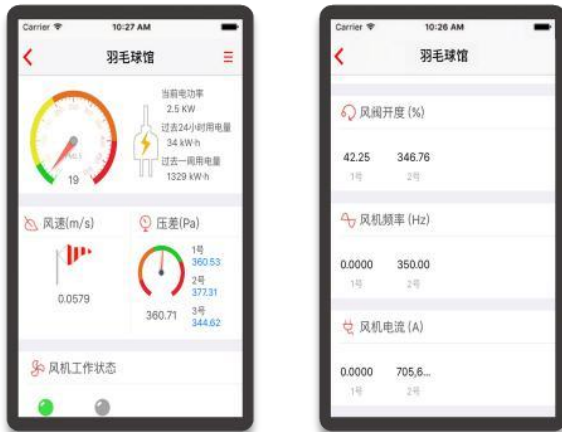 Carrier 10:27 AM
羽毛球馆
当前电功率
2.5 KW
过去24小时用电量
34 kW·h
过去一周用电量
1329 kW·h
19
风速(m/s)
0.0579
压差(Pa)
1号
360.53
2号
377.31
3号
344.62
360.71
风机工作状态
Carrier 10:26 AM
羽毛球馆
风阀开度 (%)
42.25 346.76
1号 2号
风机频率 (Hz)
0.0000 350.00
1号 2号
风机电流 (A)
0.0000 705,6...
1号 2号